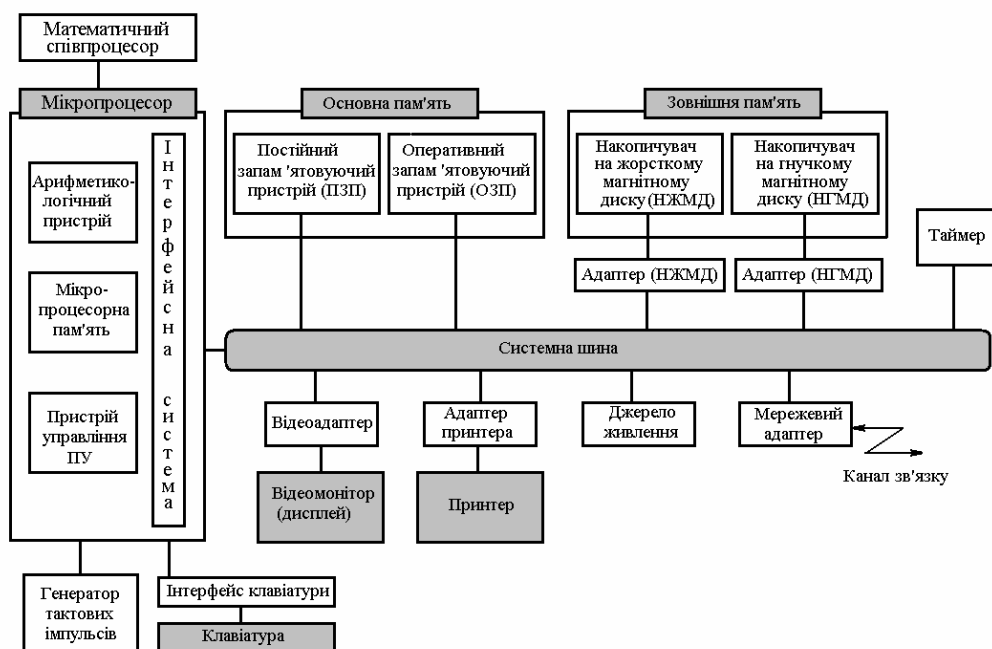 Математичний
співпроцесор
Мікропроцесор
Інтерфейсна система
Арифметико-
логічний
пристрій
Мікро-
процесорна
пам'ять
Пристрій
управління
ПУ
Основна пам'ять
Постійний
запам 'ятовуючий
пристрій (ПЗП)
Оперативний
запам 'ятовуючий
пристрій (ОЗП)
Зовнішня пам'ять
Накопичувач
на жорсткому
магнітному
диску (НЖМД)
Накопичувач
на гнучкому
магнітному
диску (НГМД)
Адаптер (НЖМД)
Адаптер (НГМД)
Таймер
Системна шина
Відеоадаптер
Адаптер
принтера
Джерело
живлення
Мережевий
адаптер
Канал зв'язку
Відеомонітор
(дисплей)
Принтер
Генератор
тактових
імпульсів
Інтерфейс клавіатури
Клавіатура